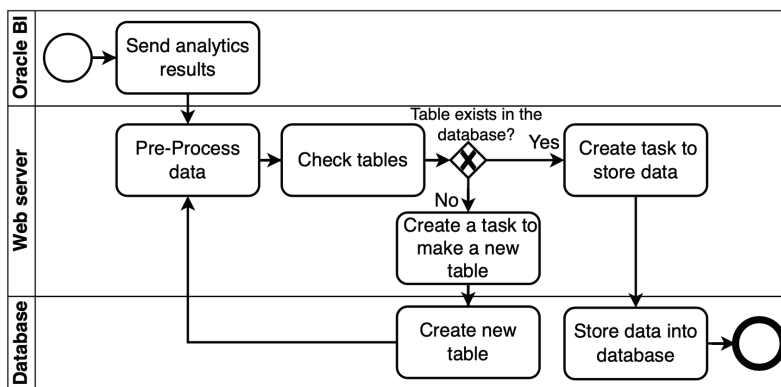 Oracle BI
Send analytics
results
Web server
Pre-Process
data
Check tables
Table exists in the
database?
Yes
No
Create task to
store data
Create a task to
make a new
table
Database
Create new
table
Store data into
database